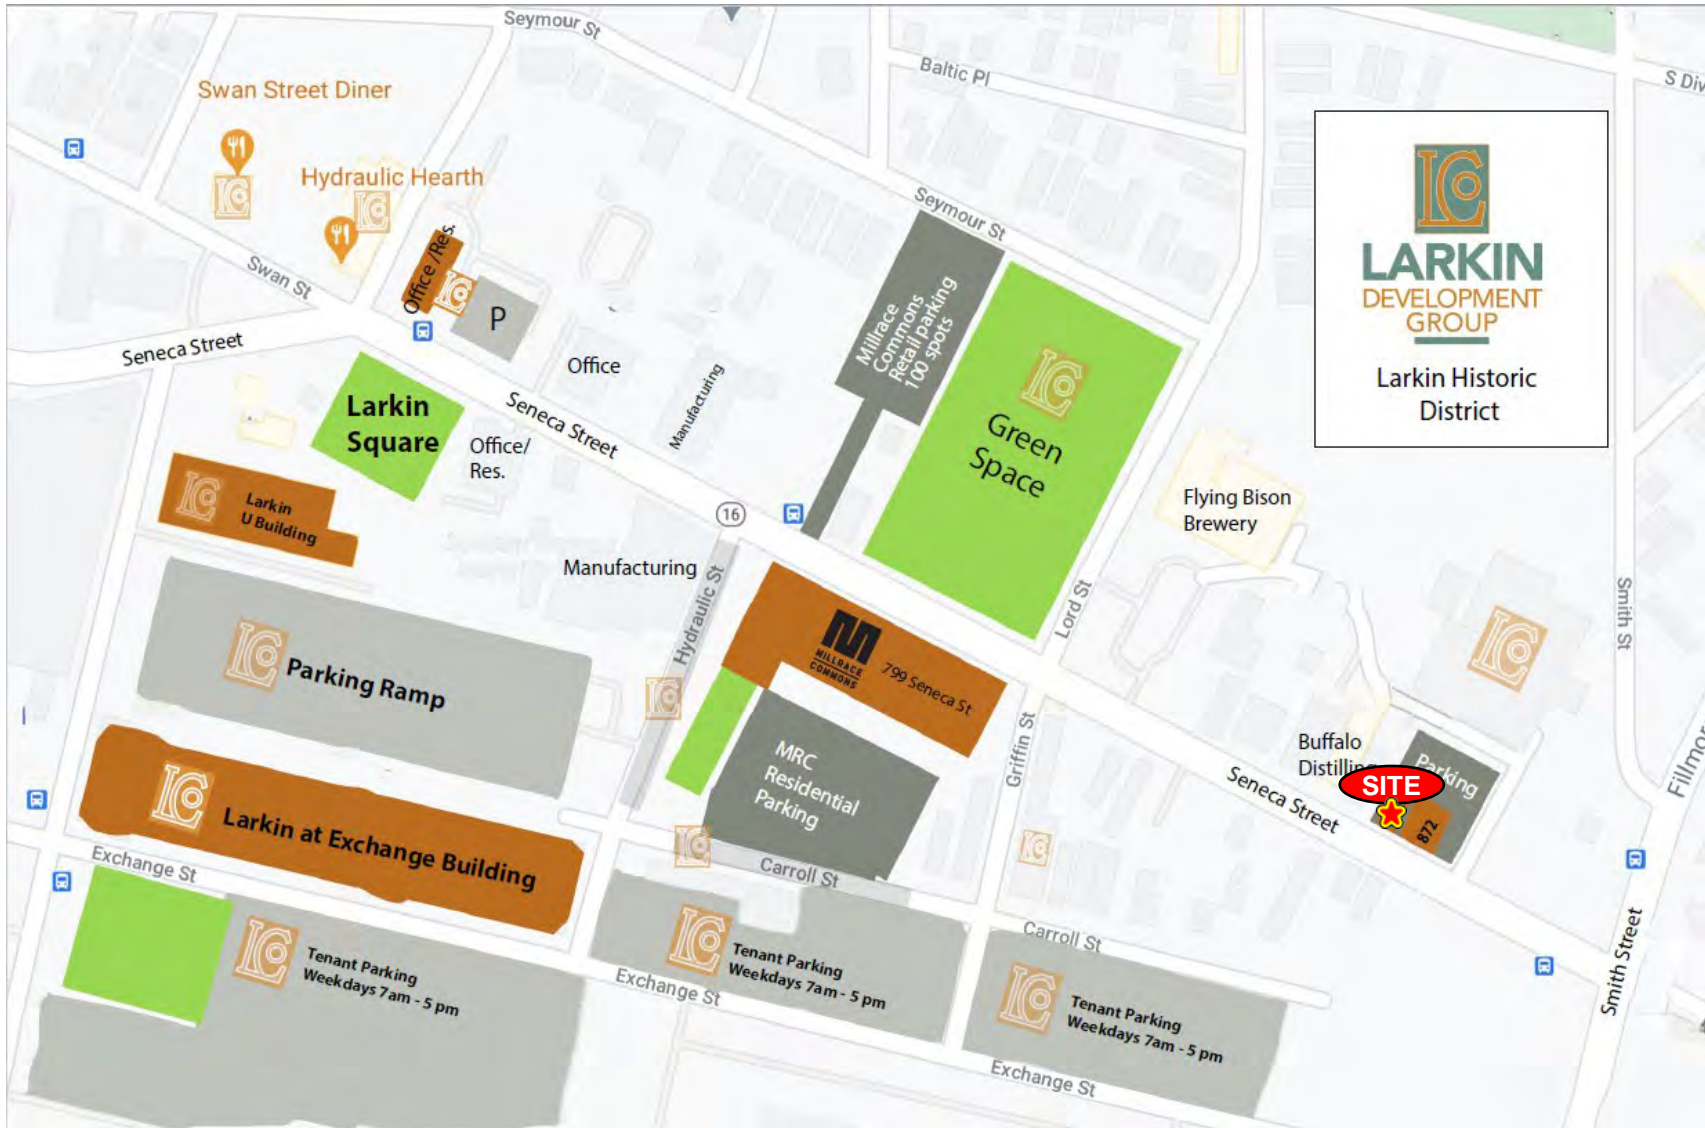 Seymour St
Baltic Pl
S Div
Swan Street Diner
Hydraulic Hearth
LCo
LARKIN
DEVELOPMENT
GROUP
Larkin Historic
District
Seymour St
Swan St
Office /Res.
P
Seneca Street
Office
Manufacturing
Millrace
Commons
Retail parking
100 spots
Green
Space
Larkin
Square
Office/
Res.
Seneca Street
Larkin
U Building
16
Flying Bison
Brewery
Manufacturing
Hydraulic St
Lord St
Smith St
MILLRACE
COMMONS
799 Seneca St
Parking Ramp
Griffin St
MRC
Residential
Parking
Buffalo
Distilling
Parking
SITE
872
Seneca Street
Fillmor
Larkin at Exchange Building
Exchange St
Carroll St
Carroll St
Smith Street
Tenant Parking
Weekdays 7am - 5 pm
Tenant Parking
Weekdays 7am - 5 pm
Tenant Parking
Weekdays 7am - 5 pm
Exchange St
Exchange St